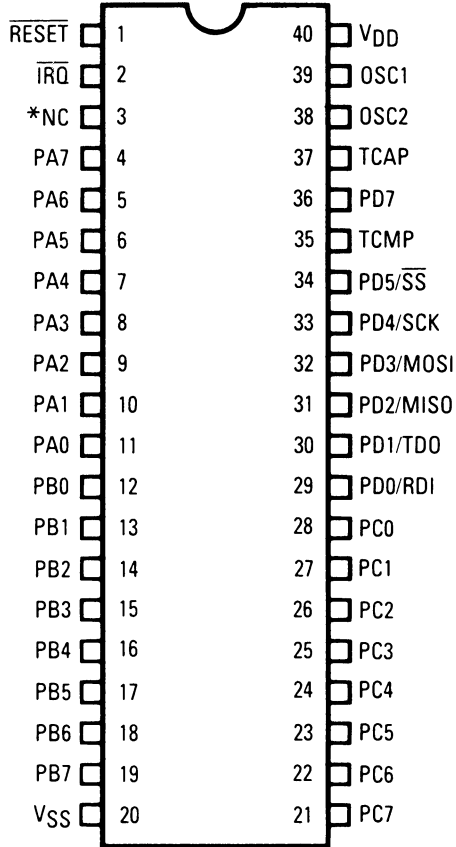 RESET 1 40 VDD
IRQ 2 39 OSC1
*NC 3 38 OSC2
PA7 4 37 TCAP
PA6 5 36 PD7
PA5 6 35 TCMP
PA4 7 34 PD5/SS
PA3 8 33 PD4/SCK
PA2 9 32 PD3/MOSI
PA1 10 31 PD2/MISO
PA0 11 30 PD1/TDO
PB0 12 29 PD0/RDI
PB1 13 28 PC0
PB2 14 27 PC1
PB3 15 26 PC2
PB4 16 25 PC3
PB5 17 24 PC4
PB6 18 23 PC5
PB7 19 22 PC6
VSS 20 21 PC7